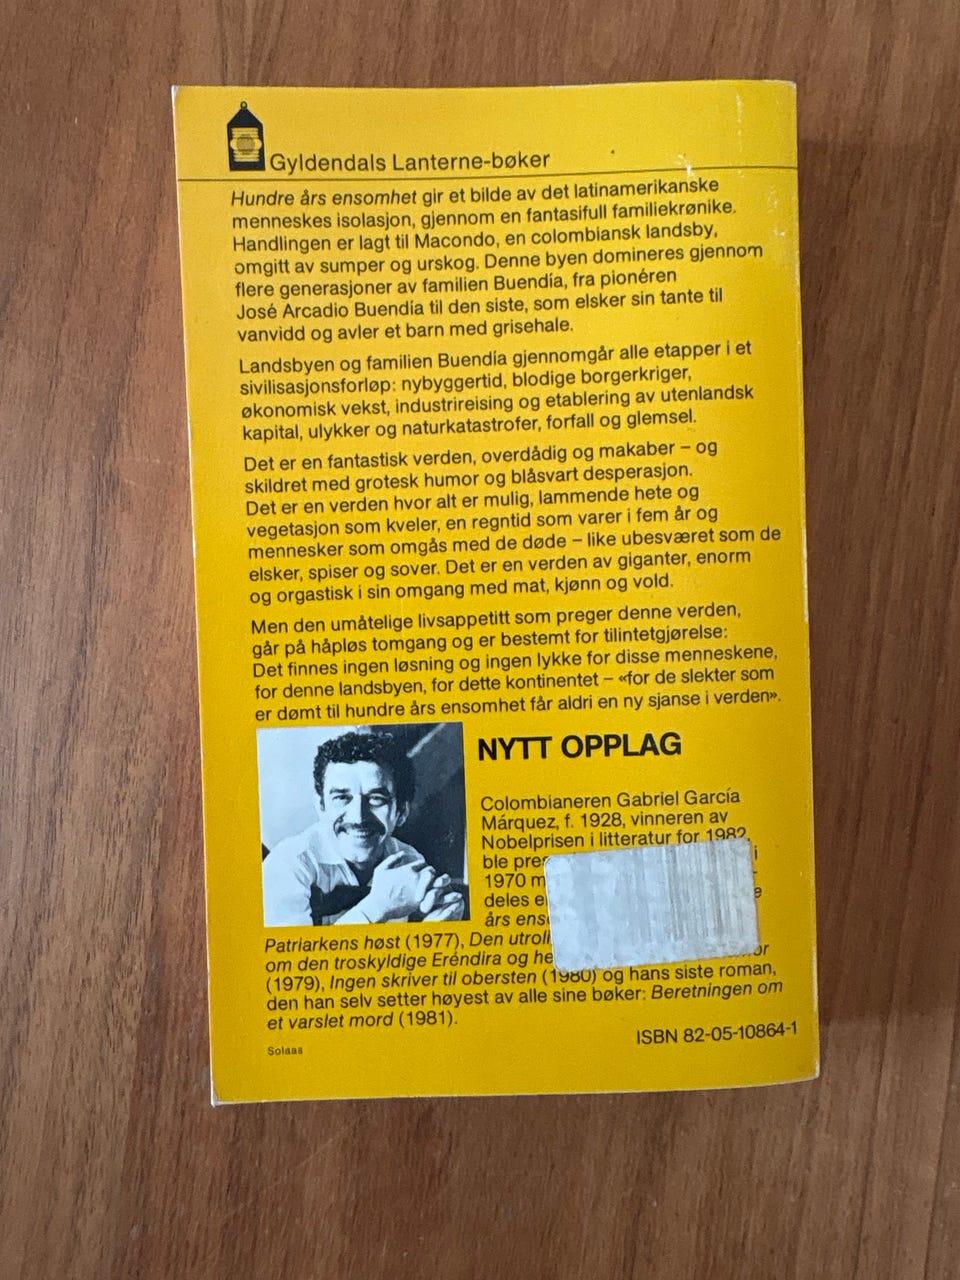 Gyldendals Lanterne-bøker
Hundre års ensomhet gir et bilde av det latinamerikanske
menneskes isolasjon, gjennom en fantasifull familiekrønike.
Handlingen er lagt til Macondo, en colombiansk landsby,
omgitt av sumper og urskog. Denne byen domineres gjennom
flere generasjoner av familien Buendía, fra pionéren
José Arcadio Buendía til den siste, som elsker sin tante til
vanvidd og avler et barn med grisehale.
Landsbyen og familien Buendía gjennomgår alle etapper i et
sivilisasjonsforløp: nybyggertid, blodige borgerkriger,
økonomisk vekst, industrireising og etablering av utenlandsk
kapital, ulykker og naturkatastrofer, forfall og glemsel.
Det er en fantastisk verden, overdådig og makaber – og
skildret med grotesk humor og blåsvart desperasjon.
Det er en verden hvor alt er mulig, lammende hete og
vegetasjon som kveler, en regntid som varer i fem år og
mennesker som omgås med de døde – like ubesværet som de
elsker, spiser og sover. Det er en verden av giganter, enorm
og orgastisk i sin omgang med mat, kjønn og vold.
Men den umåtelige livsappetitt som preger denne verden,
går på håpløs tomgang og er bestemt for tilintetgjørelse:
Det finnes ingen løsning og ingen lykke for disse menneskene,
for denne landsbyen, for dette kontinentet – «for de slekter som
er dømt til hundre års ensomhet får aldri en ny sjanse i verden».
NYTT OPPLAG
Colombianeren Gabriel García
Márquez, f. 1928, vinneren av
Nobelprisen i litteratur for 1982,
ble i
1970
deles
års
Patriarkens høst (1977), Den
om den troskyldige Eréndira og
(1979), Ingen skriver til obersten (1980) og hans siste roman,
den han selv setter høyest av alle sine bøker: Beretningen om
et varslet mord (1981).
Solaas
ISBN 82-05-10864-1